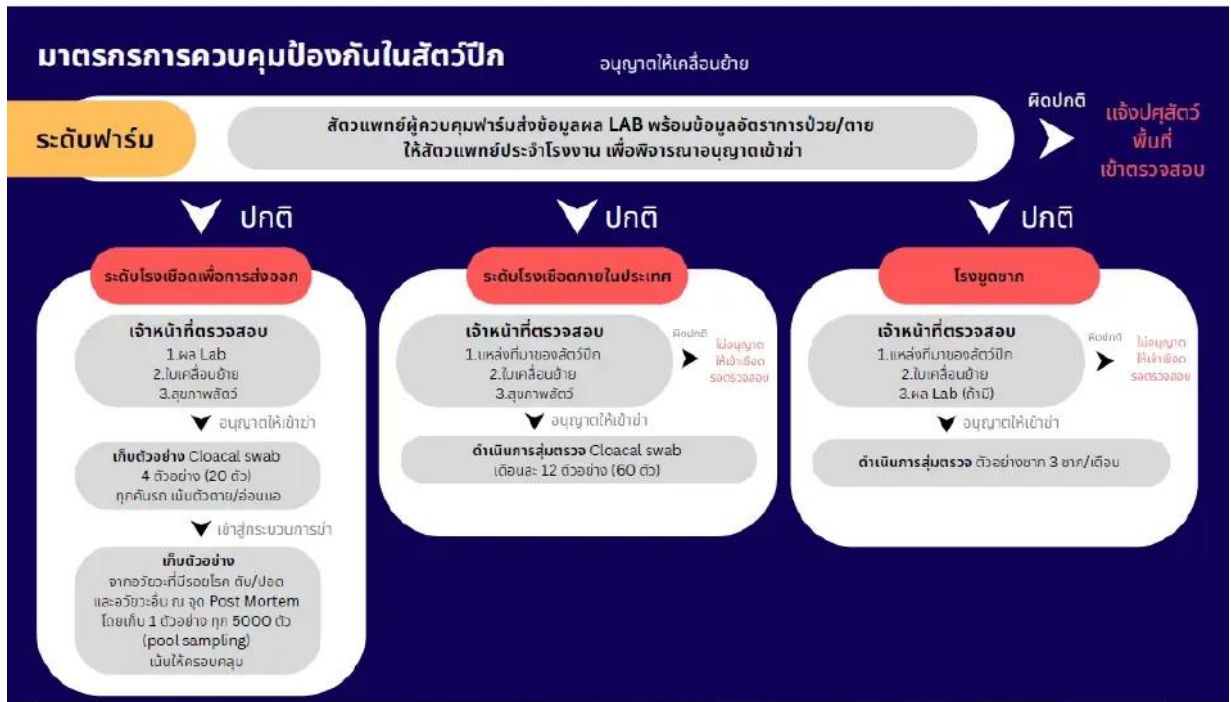 มาตรกรการควบคุมป้องกันในสัตว์ปีก
อนุญาตให้เคลื่อนย้าย
ระดับฟาร์ม
สัตวแพทย์ผู้ควบคุมฟาร์มส่งข้อมูลผล LAB พร้อมข้อมูลอัตราการป่วย/ตาย
ให้สัตวแพทย์ประจำโรงงาน เพื่อพิจารณาอนุญาตเข้าฆ่า
ผิดปกติ
แจ้งปศุสัตว์
พื้นที่
เข้าตรวจสอบ
ปกติ
ปกติ
ปกติ
ระดับโรงเชือดเพื่อการส่งออก
เจ้าหน้าที่ตรวจสอบ
1.ผล Lab
2.ใบเคลื่อนย้าย
3.สุขภาพสัตว์
อนุญาตให้เข้าฆ่า
เก็บตัวอย่าง Cloacal swab
4 ตัวอย่าง (20 ตัว)
ทุกคันรถ เน้นตัวตาย/อ่อนแอ
เข้าสู่กระบวนการฆ่า
เก็บตัวอย่าง
จากอวัยวะที่มีรอยโรค ตับ/ปอด
และอวัยวะอื่น ณ จุด Post Mortem
โดยเก็บ 1 ตัวอย่าง ทุก 5000 ตัว
(pool sampling)
เน้นให้ครอบคลุม
ระดับโรงเชือดภายในประเทศ
เจ้าหน้าที่ตรวจสอบ
1.แหล่งที่มาของสัตว์ปีก
2.ใบเคลื่อนย้าย
3.สุขภาพสัตว์
ผิดปกติ
ไม่อนุญาต
ให้เข้าเชือด
รอตรวจสอบ
อนุญาตให้เข้าฆ่า
ดำเนินการสุ่มตรวจ Cloacal swab
เดือนละ 12 ตัวอย่าง (60 ตัว)
โรงขูดซาก
เจ้าหน้าที่ตรวจสอบ
1.แหล่งที่มาของสัตว์ปีก
2.ใบเคลื่อนย้าย
3.ผล Lab (ถ้ามี)
ผิดปกติ
ไม่อนุญาต
ให้เข้าเชือด
รอตรวจสอบ
อนุญาตให้เข้าฆ่า
ดำเนินการสุ่มตรวจ ตัวอย่างซาก 3 ซาก/เดือน